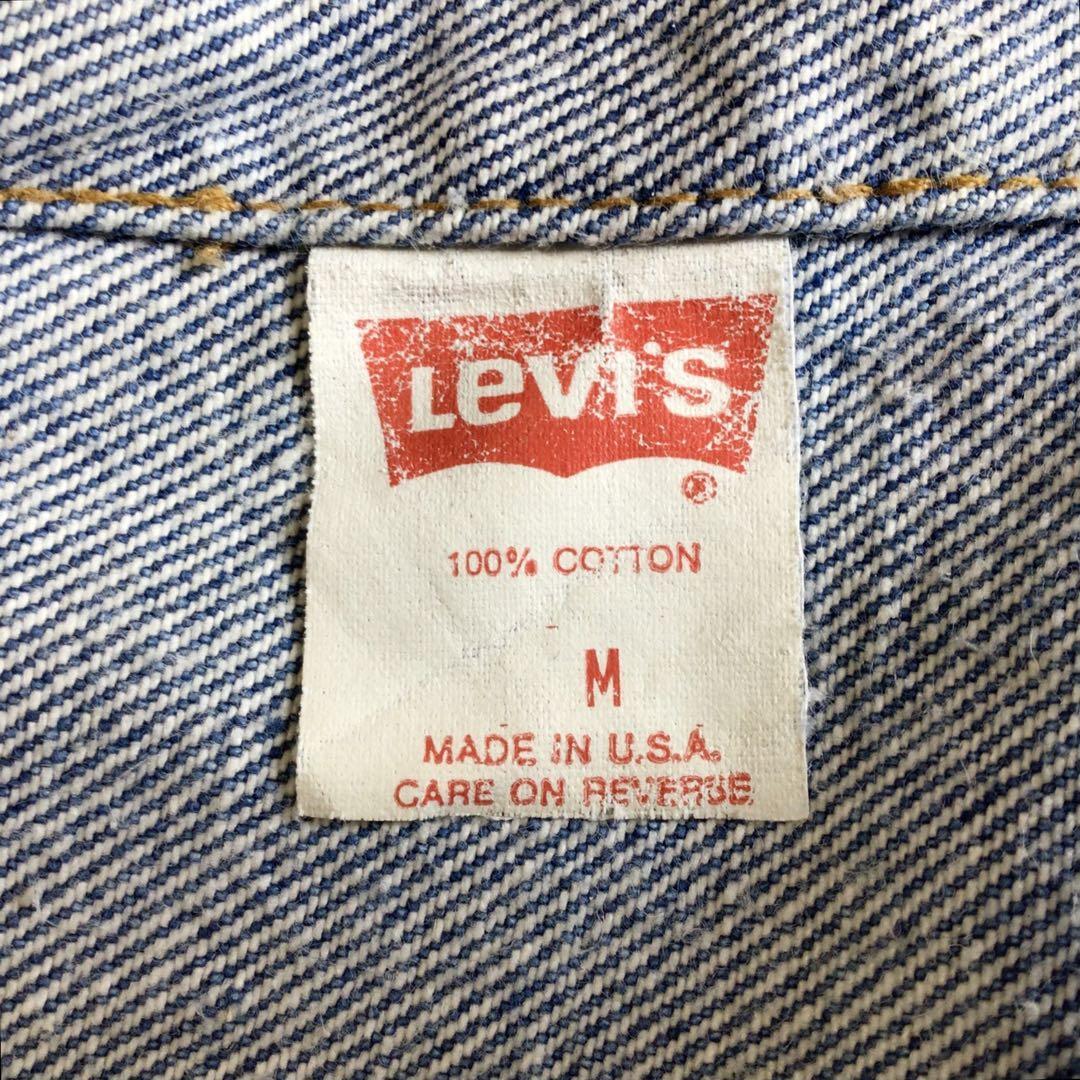 Levi's
®
100% COTTON
M
MADE IN U.S.A.
CARE ON REVERSE